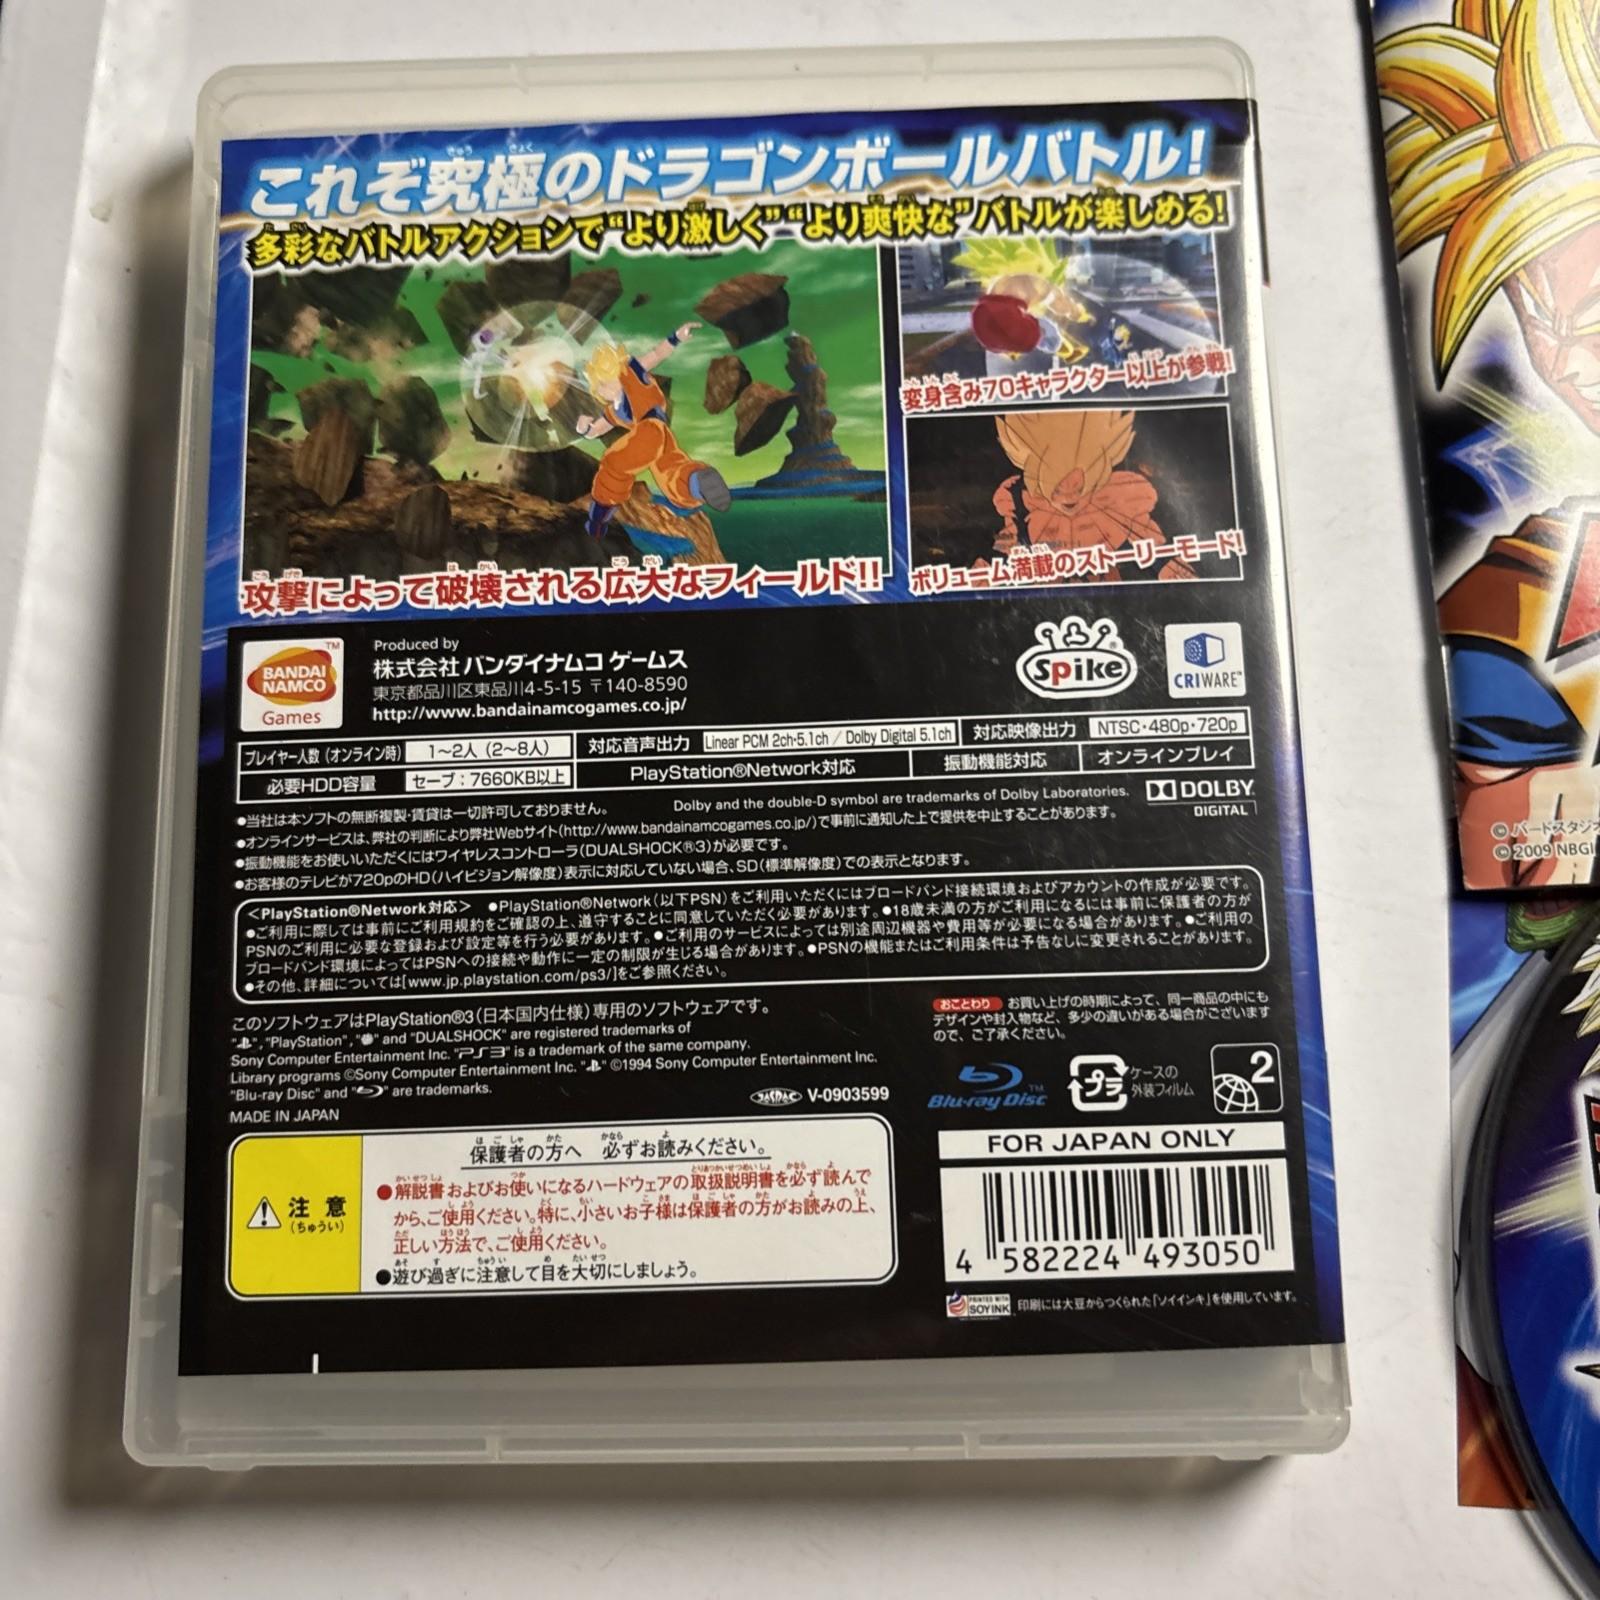 これぞ究極のドラゴンボールバトル!
多彩なバトルアクションで“より激しく”“より爽快な”バトルが楽しめる!
変身含み70キャラクター以上が参戦!
攻撃によって破壊される広大なフィールド!!
ボリューム満載のストーリーモード!
BANDAI
NAMCO
Games
Produced by
株式会社 バンダイナムコ ゲームス
東京都品川区東品川4-5-15 〒140-8590
http://www.bandainamcogames.co.jp/
Spike
CRIWARE
プレイヤー人数(オンライン時) 1~2人(2~8人) 対応音声出力 Linear PCM 2ch・5.1ch / Dolby Digital 5.1ch 対応映像出力 NTSC・480p・720p
必要HDD容量 セーブ:7660KB以上 PlayStation®Network対応 振動機能対応 オンラインプレイ
●当社は本ソフトの無断複製・賃貸は一切許可しておりません。 Dolby and the double-D symbol are trademarks of Dolby Laboratories.
DOLBY
DIGITAL
●オンラインサービスは、弊社の判断により弊社Webサイト(http://www.bandainamcogames.co.jp/)で事前に通知した上で提供を中止することがあります。
●振動機能をお使いいただくにはワイヤレスコントローラ(DUALSHOCK®3)が必要です。
●お客様のテレビが720pのHD(ハイビジョン解像度)表示に対応していない場合、SD(標準解像度)での表示となります。
<PlayStation®Network対応> ●PlayStation®Network(以下PSN)をご利用いただくにはブロードバンド接続環境およびアカウントの作成が必要です。
●ご利用に際しては事前にご利用規約をご確認の上、遵守することに同意していただく必要があります。●18歳未満の方がご利用になるには事前に保護者の方が
PSNのご利用に必要な登録および設定等を行う必要があります。●ご利用のサービスによっては別途周辺機器や費用等が必要になる場合があります。●ご利用の
ブロードバンド環境によってはPSNへの接続や動作に一定の制限が生じる場合があります。●PSNの機能またはご利用条件は予告なしに変更されることがあります。
●その他、詳細については[www.jp.playstation.com/ps3/]をご参照ください。
このソフトウェアはPlayStation®3(日本国内仕様)専用のソフトウェアです。
"PlayStation", and "DUALSHOCK" are registered trademarks of
Sony Computer Entertainment Inc. "PS3" is a trademark of the same company.
Library programs ©Sony Computer Entertainment Inc. ©1994 Sony Computer Entertainment Inc.
"Blu-ray Disc" and are trademarks.
MADE IN JAPAN
JASRAC V-0903599
おことわり お買い上げの時期によって、同一商品の中にも
デザインや封入物など、多少の違いがある場合がございます
ので、ご了承ください。
Blu-ray Disc
プラ
ケースの
外装フィルム
2
FOR JAPAN ONLY
4 582224 493050
PRINTED WITH
SOY INK
印刷には大豆からつくられた「ソイインキ」を使用しています。
注意
(ちゅうい)
保護者の方へ 必ずお読みください。
●解説書およびお使いになるハードウェアの取扱説明書を必ず読んで
から、ご使用ください。特に、小さいお子様は保護者の方がお読みの上、
正しい方法で、ご使用ください。
●遊び過ぎに注意して目を大切にしましょう。
© バードスタジオ
© 2009 NBGI